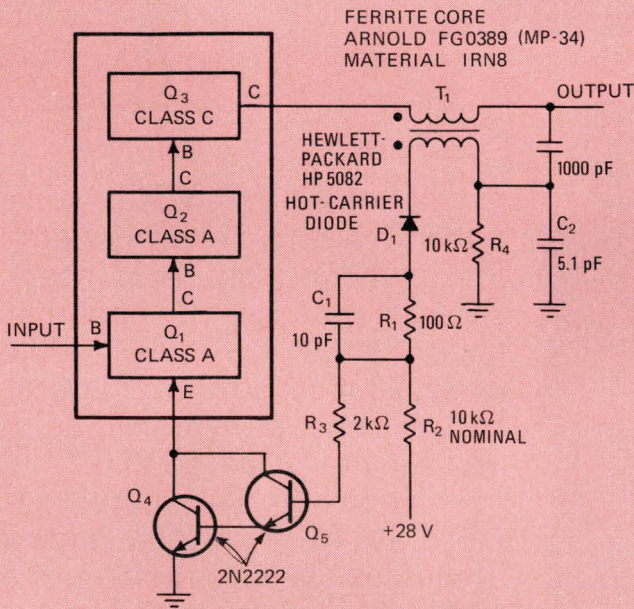 FERRITE CORE
ARNOLD FG0389 (MP-34)
MATERIAL IRN8
Q3
CLASS C
C
T1
OUTPUT
B
HEWLETT-
PACKARD
HP5082
HOT-CARRIER
DIODE
D1
1000 pF
C
Q2
CLASS A
10 kΩ
R4
C2
5.1 pF
B
C
INPUT
B
Q1
CLASS A
C1
10 pF
R1
100 Ω
E
R3
2 kΩ
R2
10 kΩ
NOMINAL
Q4
Q5
+28 V
2N2222